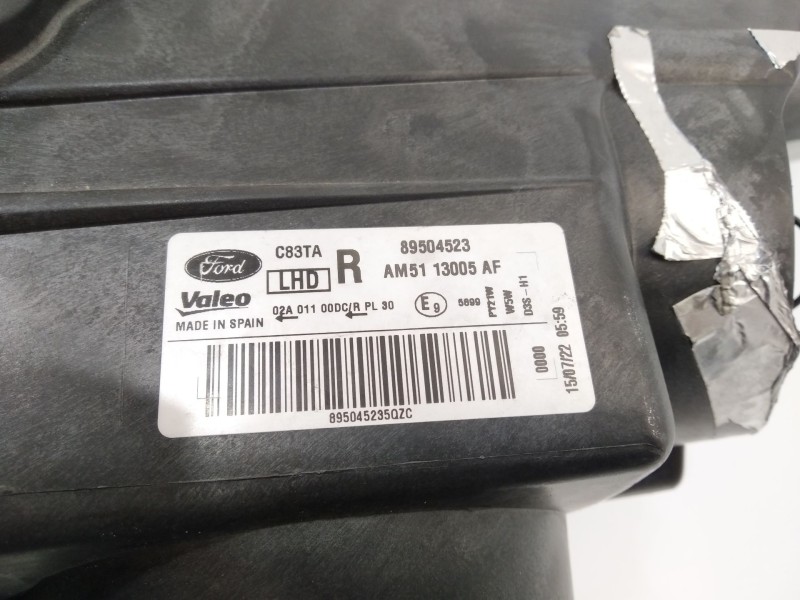 Ford
C83TA
LHD
R
89504523
AM51 13005 AF
Valeo
MADE IN SPAIN
02A 011 00DC/R PL 30
E9
5699
PY21W
W5W
D3S-H1
0000
15/07/22 05:59
895045235QZC